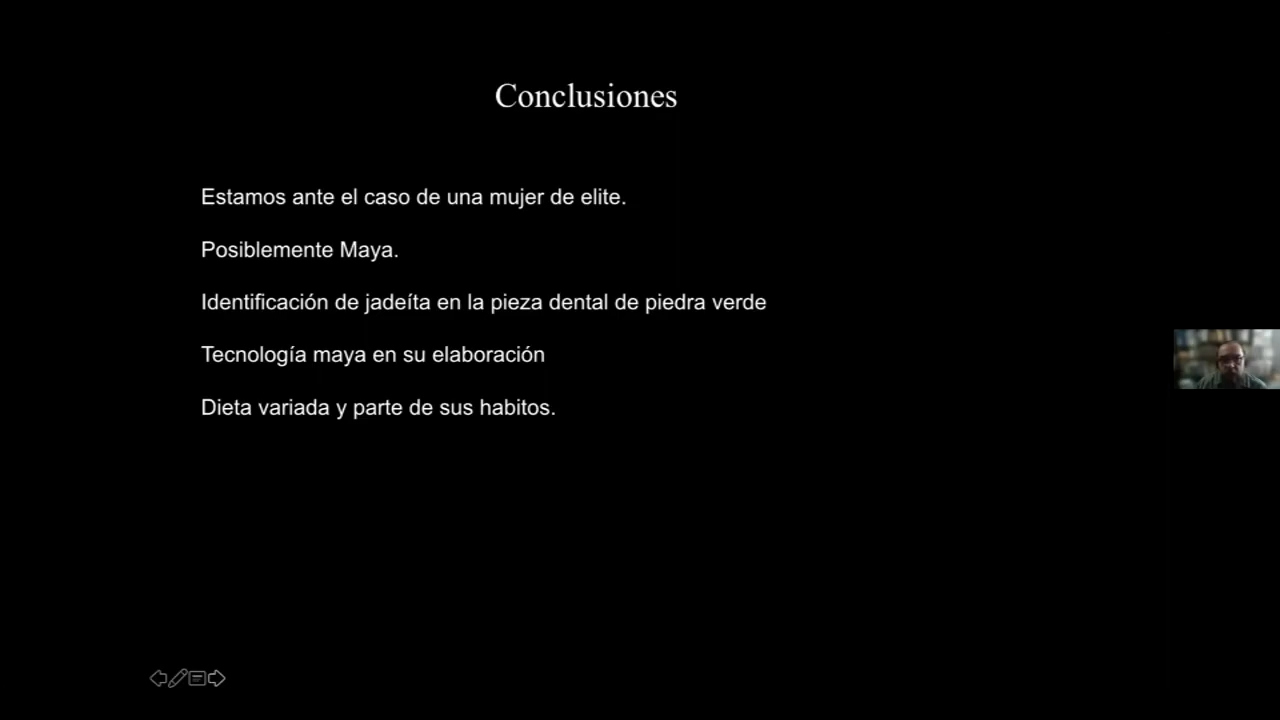 Conclusiones
Estamos ante el caso de una mujer de elite.
Posiblemente Maya.
Identificación de jadeíta en la pieza dental de piedra verde
Tecnología maya en su elaboración
Dieta variada y parte de sus habitos.